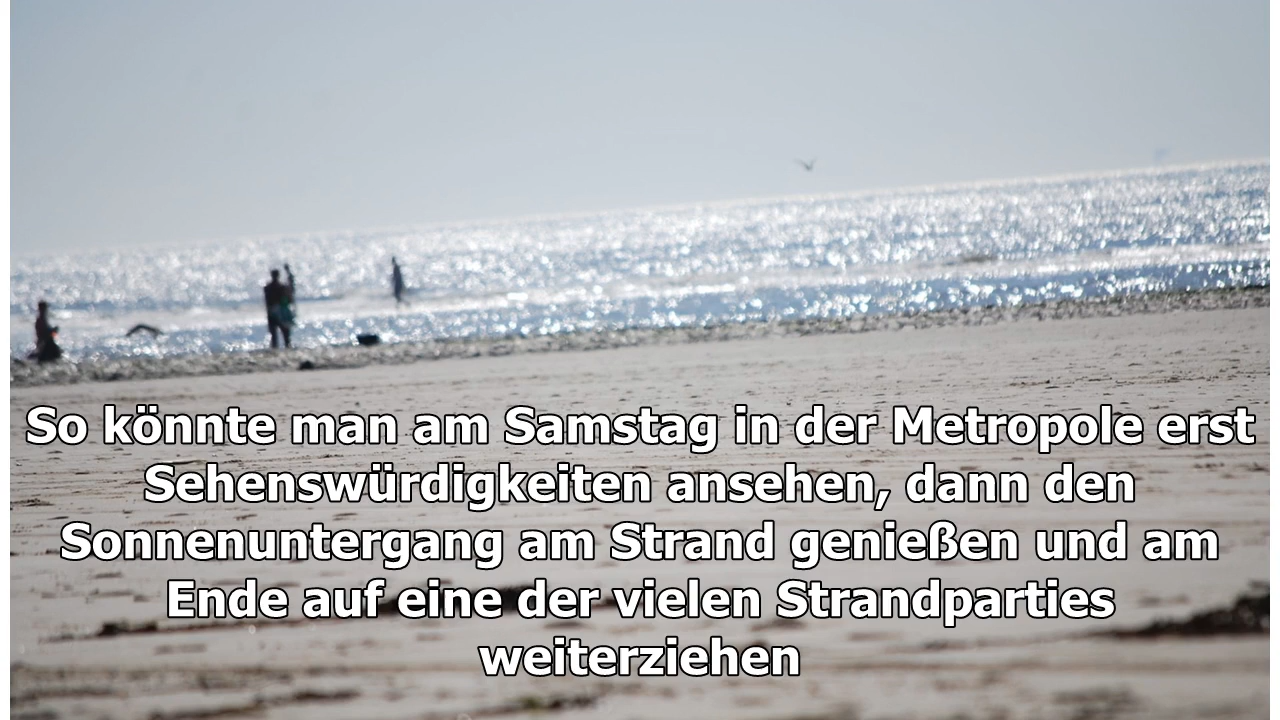 So könnte man am Samstag in der Metropole erst
Sehenswürdigkeiten ansehen, dann den
Sonnenuntergang am Strand genießen und am
Ende auf eine der vielen Strandparties
weiterziehen